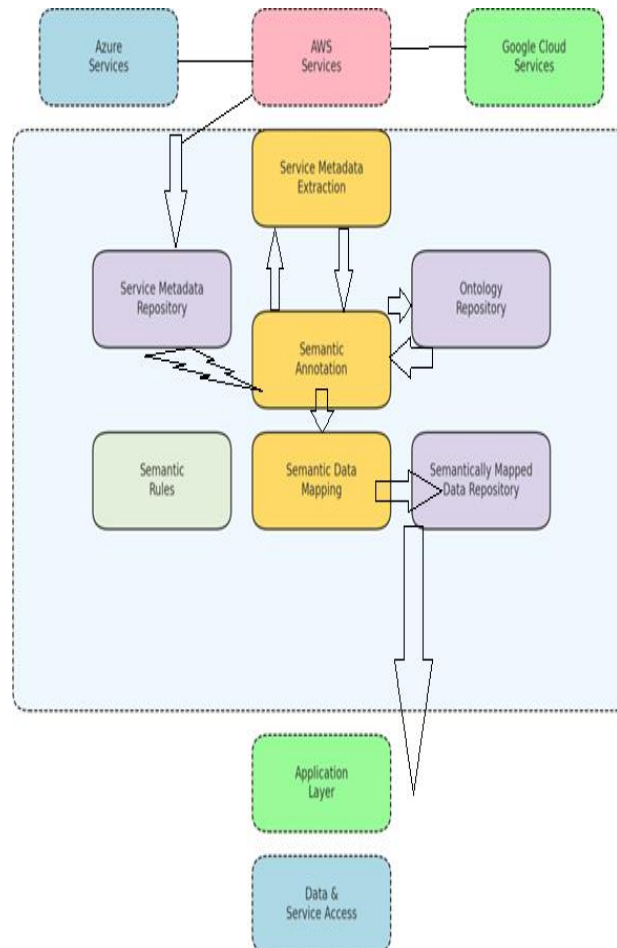 Azure
Services
AWS
Services
Google Cloud
Services
Service Metadata
Extraction
Service Metadata
Repository
Ontology
Repository
Semantic
Annotation
Semantic
Rules
Semantic Data
Mapping
Semantically Mapped
Data Repository
Application
Layer
Data &
Service Access